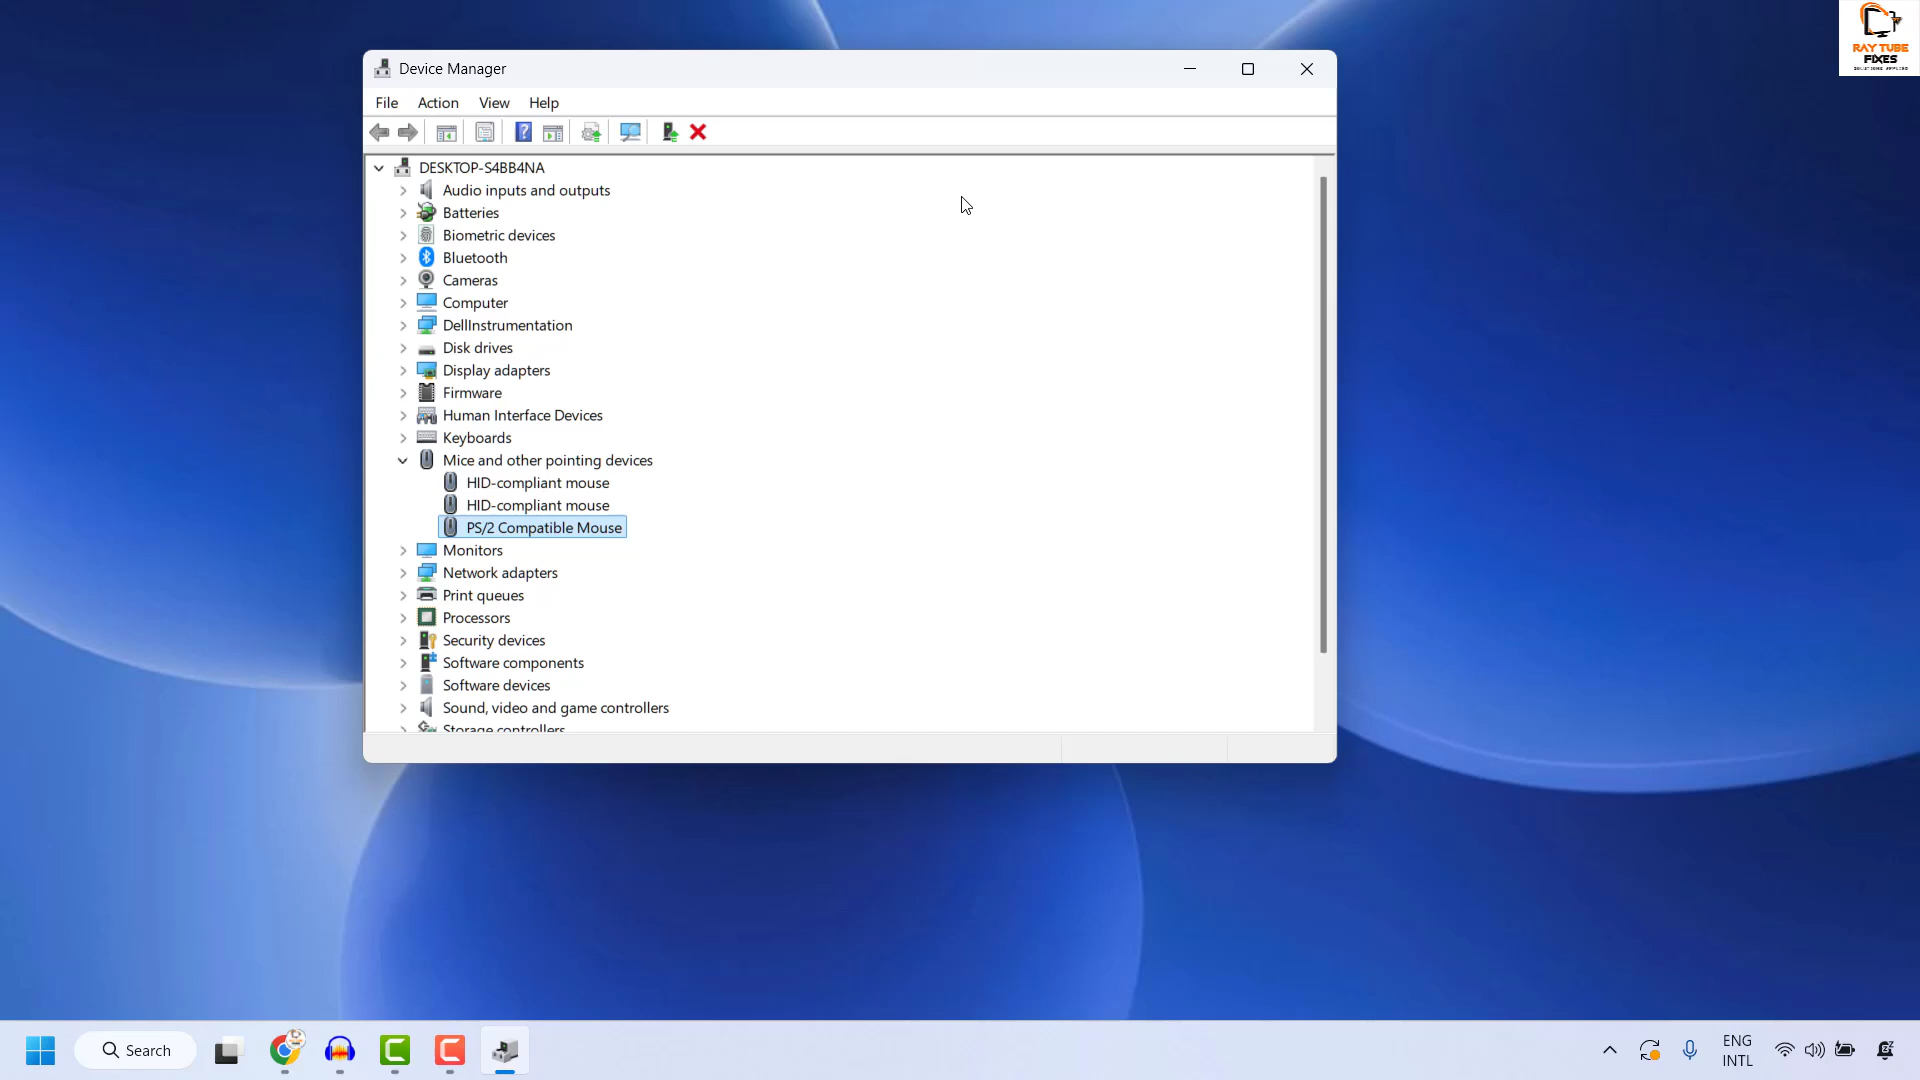 RAY TUBE
FIXES
SOLUTIONS APPLIED
Device Manager
File Action View Help
DESKTOP-S4BB4NA
Audio inputs and outputs
Batteries
Biometric devices
Bluetooth
Cameras
Computer
DellInstrumentation
Disk drives
Display adapters
Firmware
Human Interface Devices
Keyboards
Mice and other pointing devices
HID-compliant mouse
HID-compliant mouse
PS/2 Compatible Mouse
Monitors
Network adapters
Print queues
Processors
Security devices
Software components
Software devices
Sound, video and game controllers
Storage controllers
Search
ENG
INTL